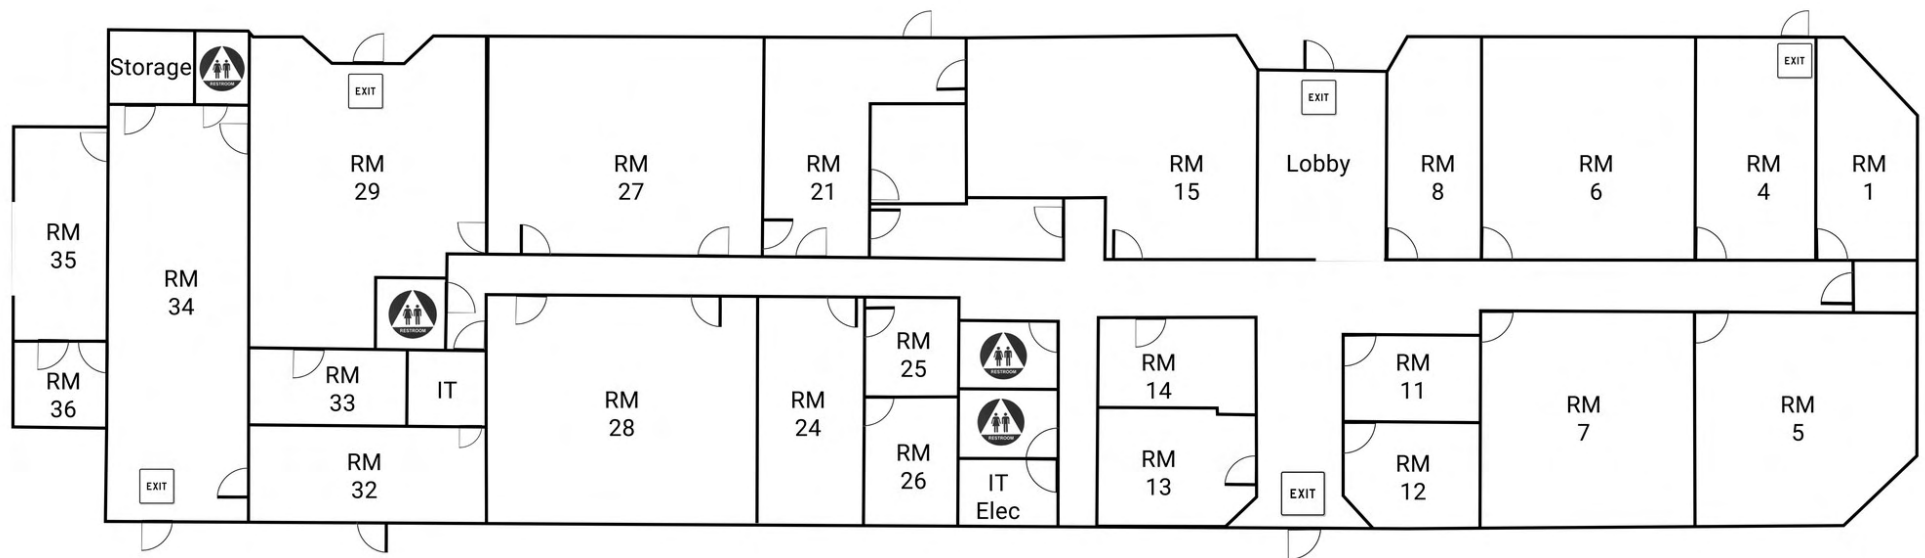 Storage
RESTROOM
EXIT
EXIT
EXIT
RM
29
RM
27
RM
21
RM
15
Lobby
RM
8
RM
6
RM
4
RM
1
RM
35
RM
34
RESTROOM
RM
33
IT
RM
36
RM
32
EXIT
RM
28
RM
24
RM
25
RM
26
RESTROOM
RESTROOM
IT
Elec
RM
14
RM
13
EXIT
RM
11
RM
12
RM
7
RM
5